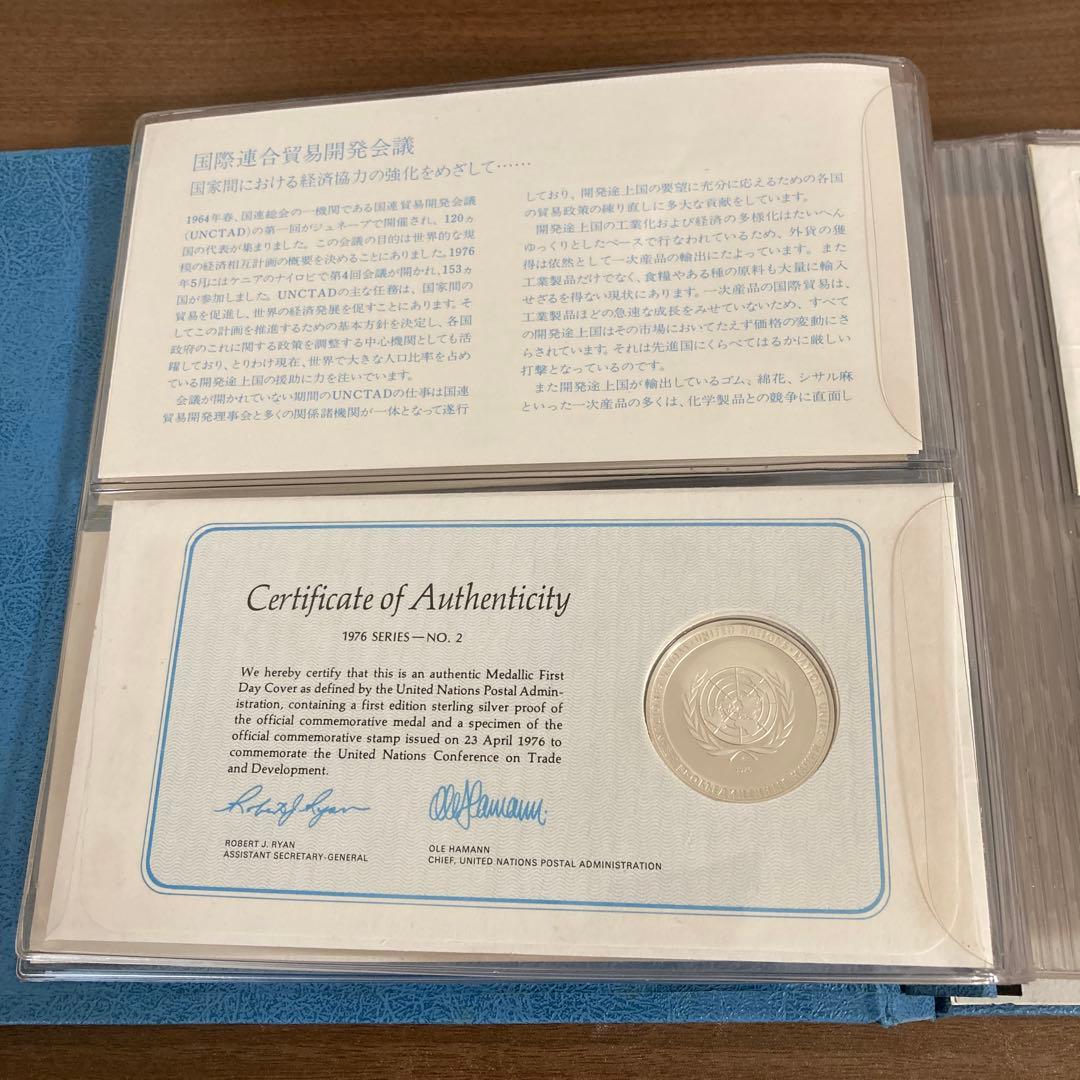 国際連合貿易開発会議
国家間における経済協力の強化をめざして……
1964年春、国連総会の一機関である国連貿易開発会議
(UNCTAD)の第一回がジュネーブで開催され、120ヵ
国の代表が集まりました。この会議の目的は世界的な規
模の経済相互計画の概要を決めることにありました。1976
年5月にはケニアのナイロビで第4回会議が開かれ、153ヵ
国が参加しました。UNCTADの主な任務は、国家間の
貿易を促進し、世界の経済発展を促すことにあります。そ
してこの計画を推進するための基本方針を決定し、各国
政府のこれに関する政策を調整する中心機関としても活
躍しており、とりわけ現在、世界で大きな人口比率を占め
ている開発途上国の援助に力を注いでいます。
会議が開かれていない期間のUNCTADの仕事は国連
貿易開発理事会と多くの関係諸機関が一体となって遂行
しており、開発途上国の要望に充分に応えるための各国
の貿易政策の練り直しに多大な貢献をしています。
開発途上国の工業化および経済の多様化はたいへん
ゆっくりとしたペースで行なわれているため、外貨の獲
得は依然として一次産品の輸出にたよっています。また
工業製品だけでなく、食糧やある種の原料も大量に輸入
せざるを得ない現状にあります。一次産品の国際貿易は、
工業製品ほどの急速な成長をみせていないため、すべて
の開発途上国はその市場においてたえず価格の変動にさ
らされています。それは先進国にくらべてはるかに厳しい
打撃となっているのです。
また開発途上国が輸出しているゴム、綿花、シサル麻
といった一次産品の多くは、化学製品との競争に直面し
Certificate of Authenticity
1976 SERIES—NO. 2
We hereby certify that this is an authentic Medallic First
Day Cover as defined by the United Nations Postal Admin-
istration, containing a first edition sterling silver proof of
the official commemorative medal and a specimen of the
official commemorative stamp issued on 23 April 1976 to
commemorate the United Nations Conference on Trade
and Development.
Robert J. Ryan
Ole Hamann
ROBERT J. RYAN
ASSISTANT SECRETARY-GENERAL
OLE HAMANN
CHIEF, UNITED NATIONS POSTAL ADMINISTRATION
UNITED NATIONS